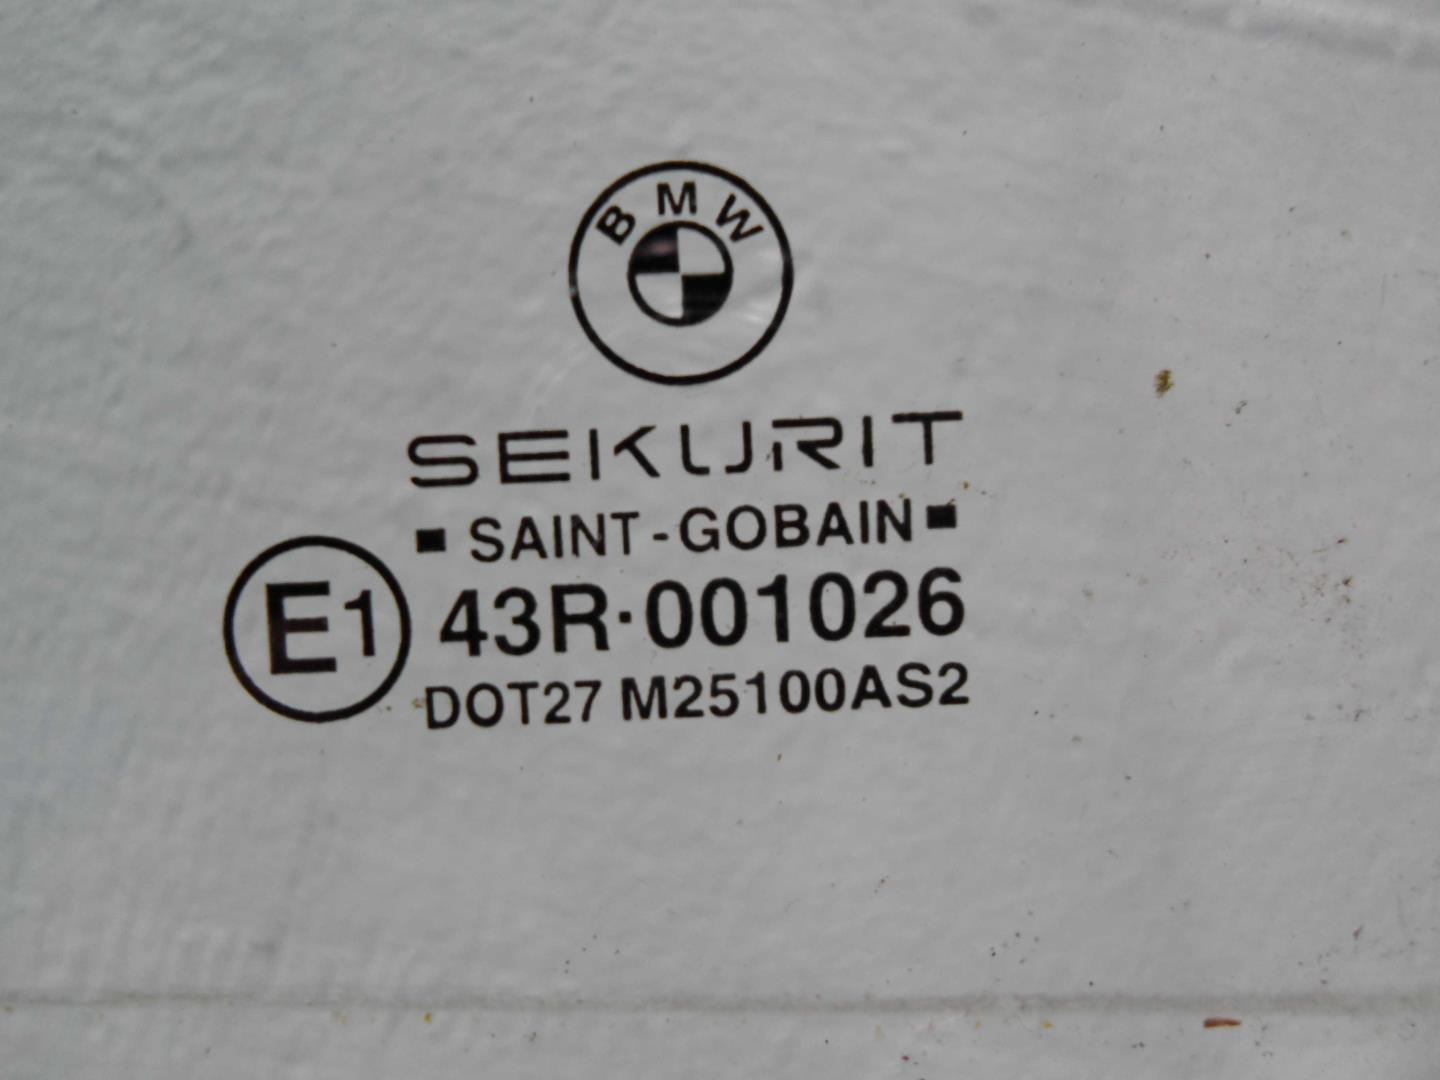 BMW
SEKURIT
SAINT-GOBAIN
E1 43R·001026
DOT27 M25100AS2